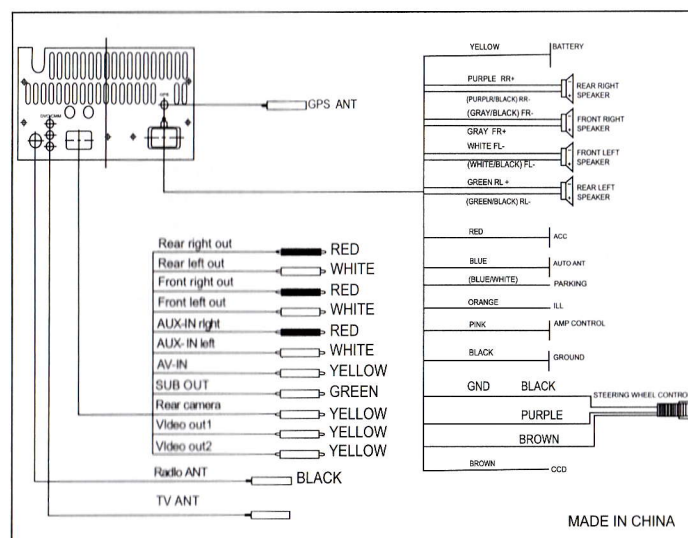 YELLOW BATTERY
PURPLE RR+
(PURPLR/BLACK) RR-
REAR RIGHT
SPEAKER
(GRAY/BLACK) FR-
GRAY FR+
FRONT RIGHT
SPEAKER
WHITE FL-
(WHITE/BLACK) FL-
FRONT LEFT
SPEAKER
GREEN RL +
(GREEN/BLACK) RL-
REAR LEFT
SPEAKER
GPS ANT
RED ACC
BLUE AUTO ANT
(BLUE/WHITE) PARKING
ORANGE ILL
PINK AMP CONTROL
BLACK GROUND
GND BLACK
STEERING WHEEL CONTRO
PURPLE
BROWN
BROWN CCD
Rear right out RED
Rear left out WHITE
Front right out RED
Front left out WHITE
AUX-IN right RED
AUX- IN left WHITE
AV-IN YELLOW
SUB OUT GREEN
Rear camera YELLOW
Video out1 YELLOW
Video out2 YELLOW
Radio ANT BLACK
TV ANT
MADE IN CHINA